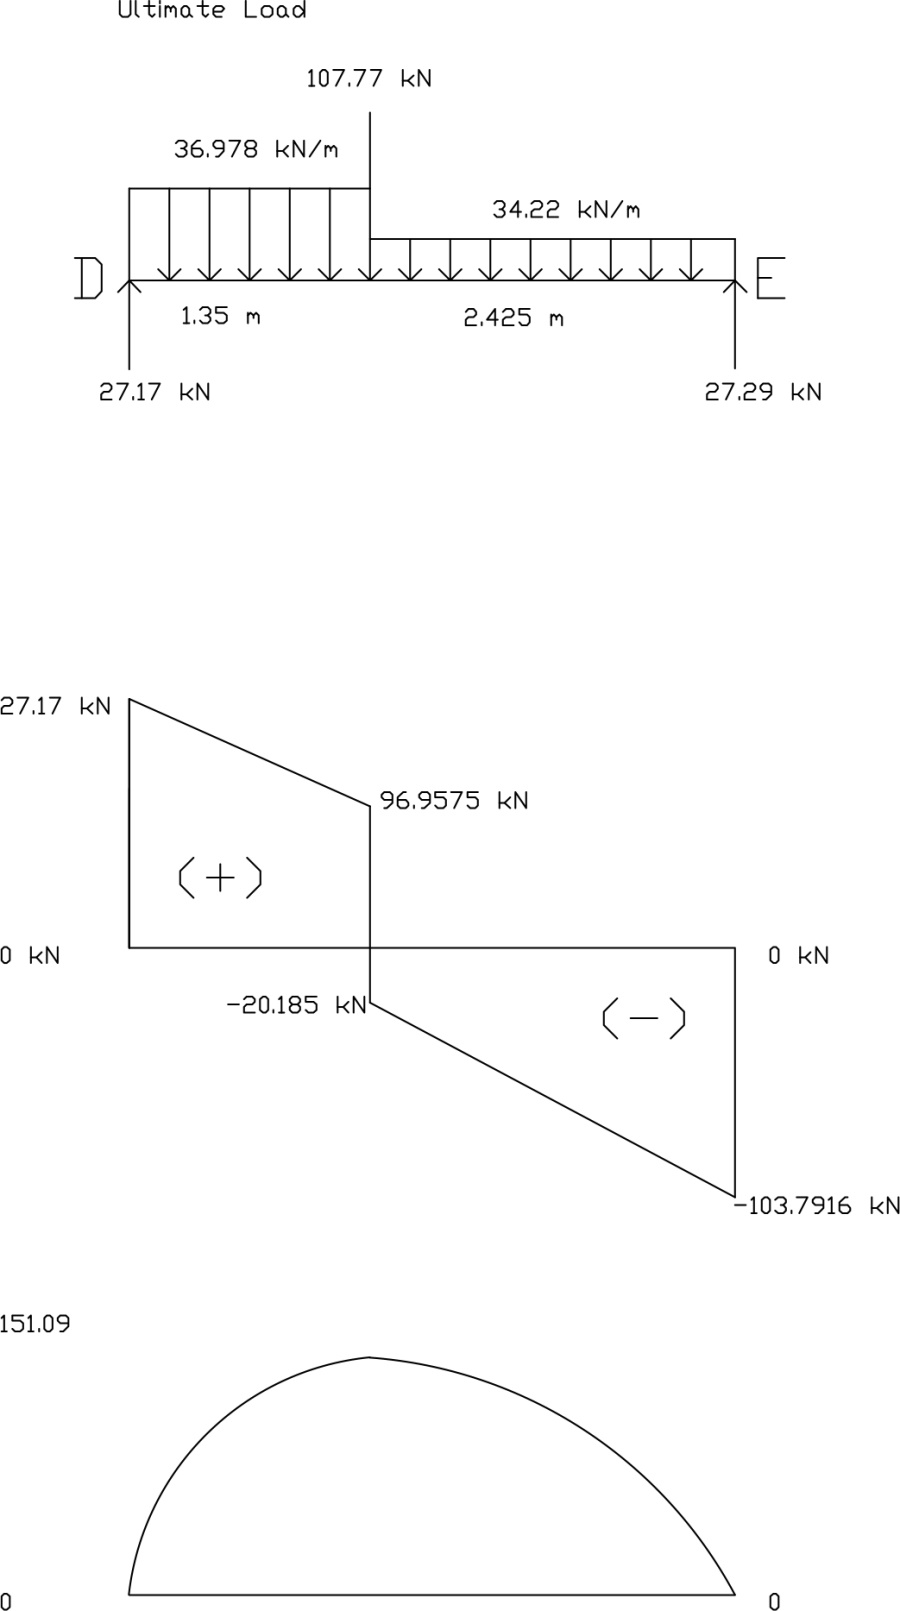 Ultimate Load
107.77 kN
36.978 kN/m
34.22 kN/m
D
E
1.35 m
2.425 m
27.17 kN
27.29 kN
27.17 kN
96.9575 kN
(+)
0 kN
0 kN
-20.185 kN
(-)
-103.7916 kN
151.09
0
0